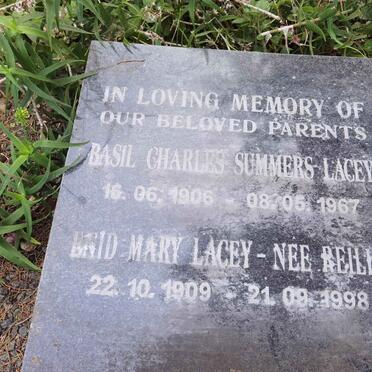 IN LOVING MEMORY OF
OUR BELOVED PARENTS
BASIL CHARLES SUMMERS LACEY
16.06.1906 - 08.05.1967
ENID MARY LACEY - NEE REILL
22.10.1909 - 21.09.1998